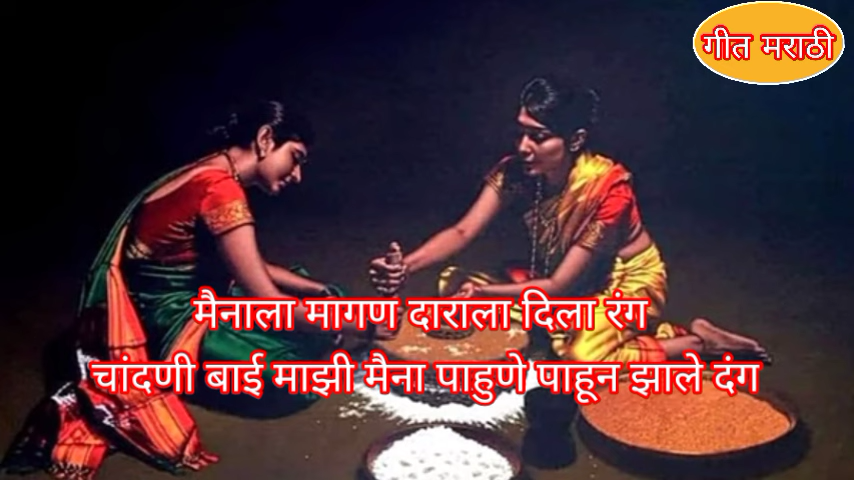 गीत मराठी
मैनाला मागण दाराला दिला रंग
चांदणी बाई माझी मैना पाहुणे पाहून झाले दंग